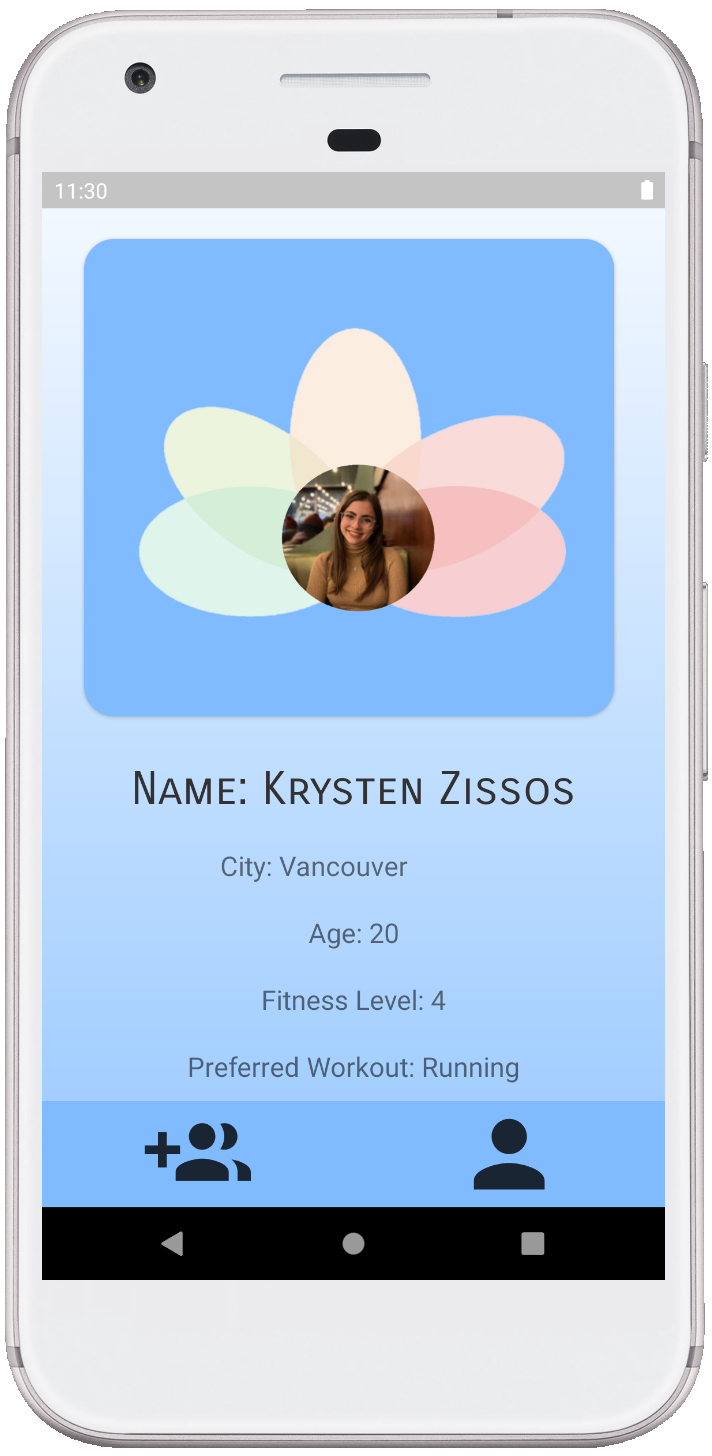 11:30
Name: Krysten Zissos
City: Vancouver
Age: 20
Fitness Level: 4
Preferred Workout: Running